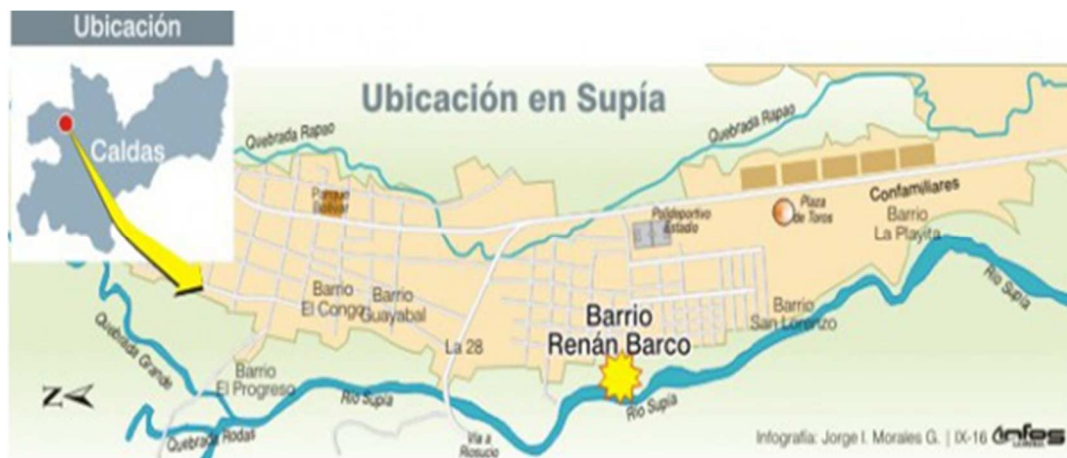 Ubicación
Caldas
Ubicación en Supía
Quebrada Rapao
Quebrada Rapao
Parque
Bolívar
Polideportivo
Estadio
Plaza
de Toros
Confamiliares
Barrio
La Playita
Barrio
El Congo
Barrio
Guayabal
Barrio
San Lorenzo
Río Supía
La 28
Barrio
Renán Barco
Quebrada Grande
Barrio
El Progreso
Río Supía
Río Supía
Quebrada Rodas
Vía a
Riosucio
N
Infografía: Jorge I. Morales G. | IX-16 infos